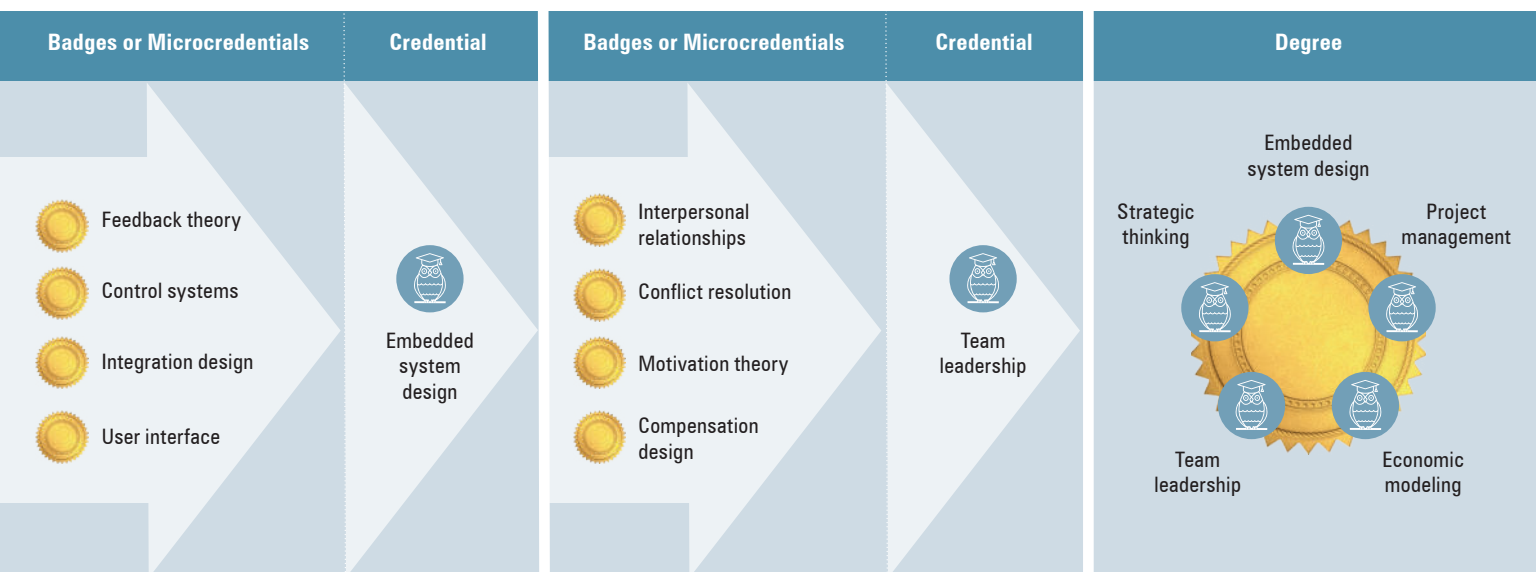 Badges or Microcredentials
Credential
Feedback theory
Control systems
Integration design
User interface
Embedded
system
design
Badges or Microcredentials
Credential
Interpersonal
relationships
Conflict resolution
Motivation theory
Compensation
design
Team
leadership
Degree
Embedded
system design
Strategic
thinking
Project
management
Team
leadership
Economic
modeling